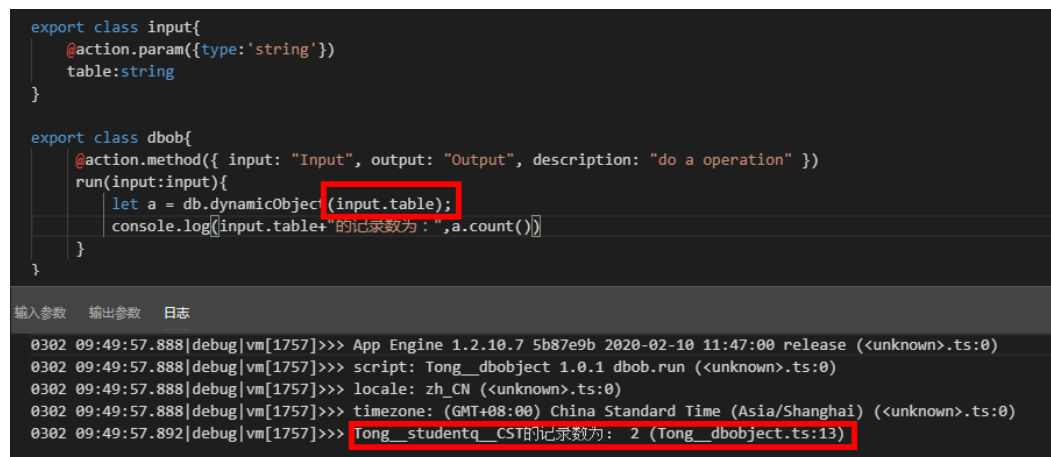 export class input{
@action.param({type:'string'})
table:string
}
export class dbob{
@action.method({ input: "Input", output: "Output", description: "do a operation" })
run(input:input){
let a = db.dynamicObject(input.table);
console.log(input.table+"的记录数为：",a.count())
}
}
输入参数 输出参数 日志
0302 09:49:57.888|debug|vm[1757]>>> App Engine 1.2.10.7 5b87e9b 2020-02-10 11:47:00 release (<unknown>.ts:0)
0302 09:49:57.888|debug|vm[1757]>>> script: Tong__dbobject 1.0.1 dbob.run (<unknown>.ts:0)
0302 09:49:57.888|debug|vm[1757]>>> locale: zh_CN (<unknown>.ts:0)
0302 09:49:57.888|debug|vm[1757]>>> timezone: (GMT+08:00) China Standard Time (Asia/Shanghai) (<unknown>.ts:0)
0302 09:49:57.892|debug|vm[1757]>>> Tong__studentq__CST的记录数为： 2 (Tong__dbobject.ts:13)